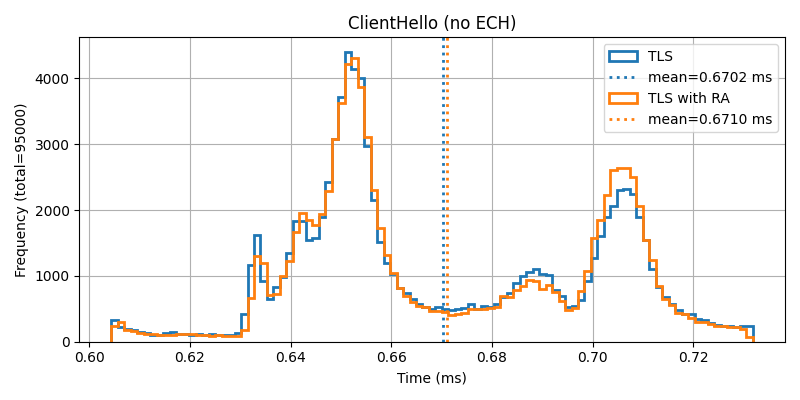 ClientHello (no ECH)
Frequency (total=95000)
4000
3000
2000
1000
0
TLS
mean=0.6702 ms
TLS with RA
mean=0.6710 ms
0.60
0.62
0.64
0.66
0.68
0.70
0.72
Time (ms)